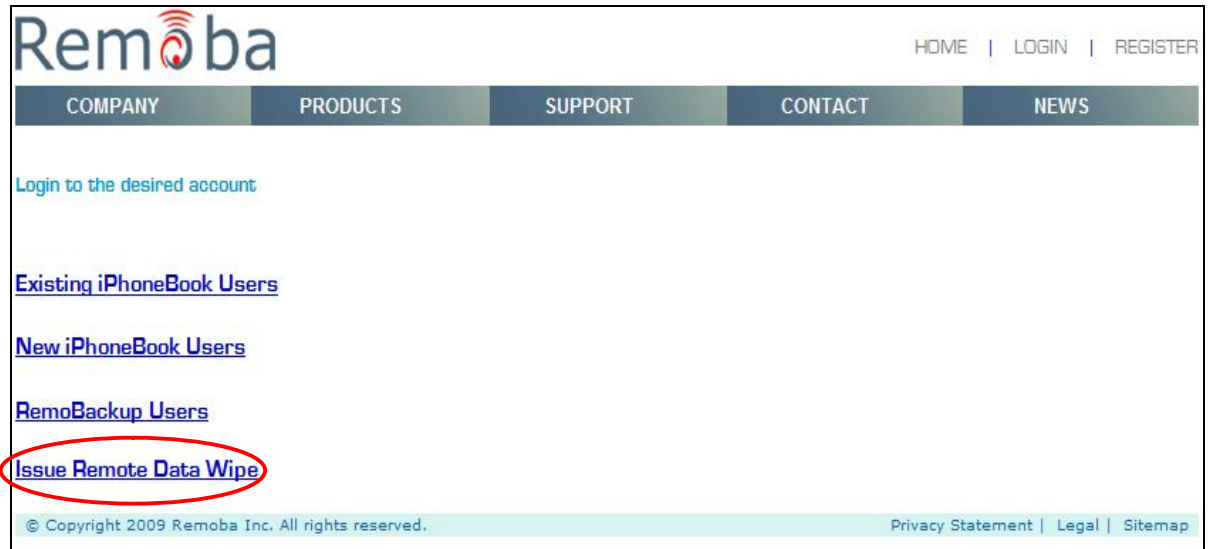 Remoba
HOME | LOGIN | REGISTER
COMPANY PRODUCTS SUPPORT CONTACT NEWS
Login to the desired account
Existing iPhoneBook Users
New iPhoneBook Users
RemoBackup Users
Issue Remote Data Wipe
© Copyright 2009 Remoba Inc. All rights reserved. Privacy Statement | Legal | Sitemap